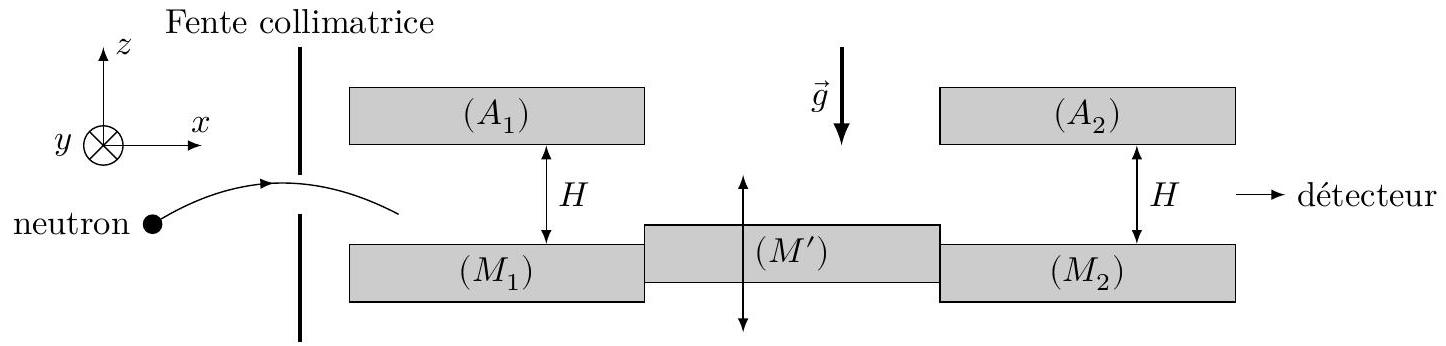 Fente collimatrice
z
x
y
neutron
(A₁)
H
(M₁)
g⃗
(M′)
(A₂)
H
(M₂)
détecteur